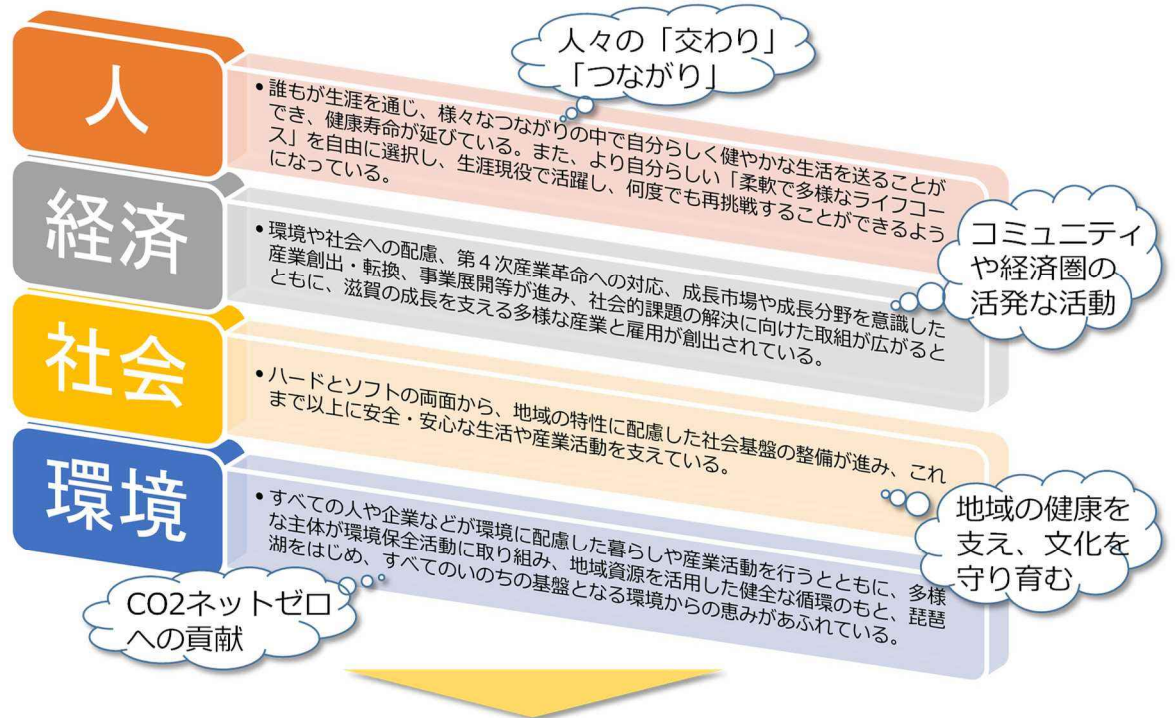 人々の「交わり」
「つながり」
人
• 誰もが生涯を通じ、様々なつながりの中で自分らしく健やかな生活を送ることが
でき、健康寿命が延びている。また、より自分らしい「柔軟で多様なライフコー
ス」を自由に選択し、生涯現役で活躍し、何度でも再挑戦することができるよう
になっている。
経済
• 環境や社会への配慮、第４次産業革命への対応、成長市場や成長分野を意識した
産業創出・転換、事業展開等が進み、社会的課題の解決に向けた取組が広がると
ともに、滋賀の成長を支える多様な産業と雇用が創出されている。
コミュニティ
や経済圏の
活発な活動
社会
• ハードとソフトの両面から、地域の特性に配慮した社会基盤の整備が進み、これ
まで以上に安全・安心な生活や産業活動を支えている。
地域の健康を
支え、文化を
守り育む
環境
• すべての人や企業などが環境に配慮した暮らしや産業活動を行うとともに、多様
な主体が環境保全活動に取り組み、地域資源を活用した健全な循環のもと、琵琶
湖をはじめ、すべてのいのちの基盤となる環境からの恵みがあふれている。
CO2ネットゼロ
への貢献